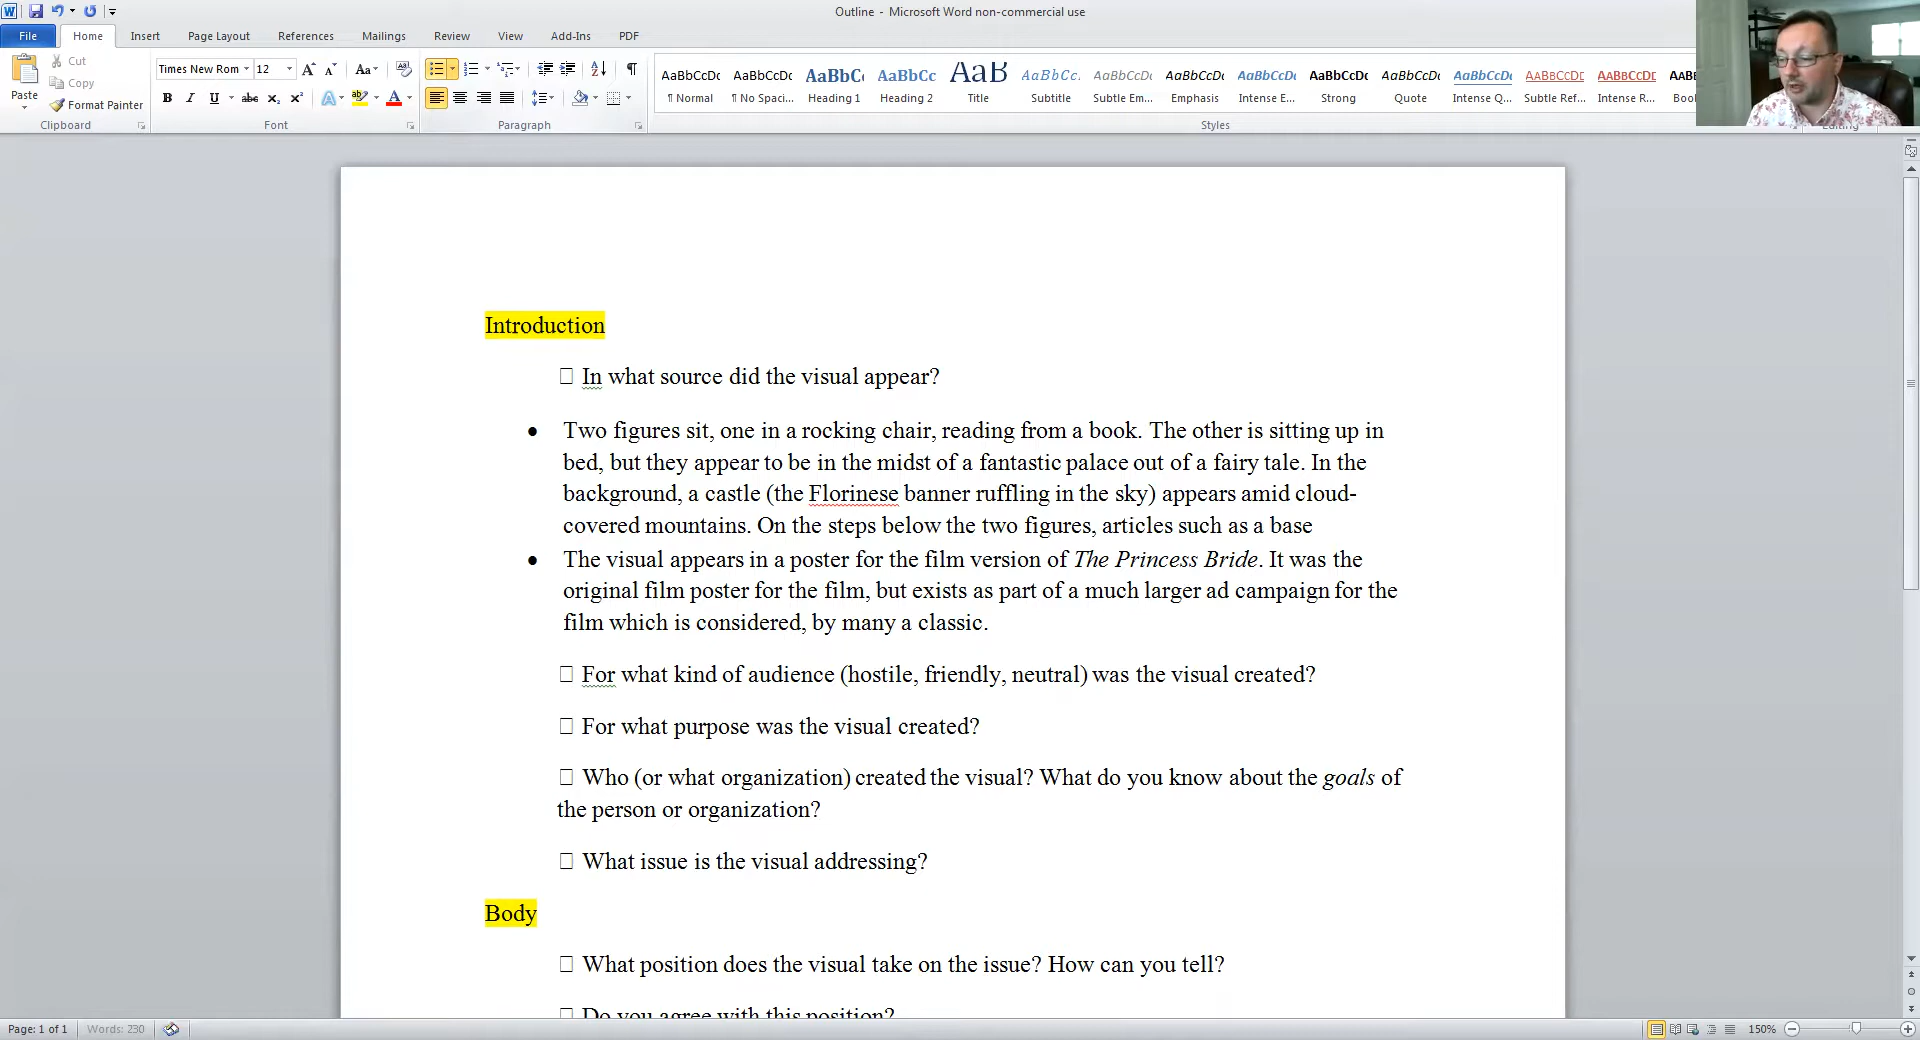 Outline - Microsoft Word non-commercial use
File Home Insert Page Layout References Mailings Review View Add-Ins PDF
Paste
Cut
Copy
Format Painter
Clipboard
Times New Rom 12
Font
Paragraph
AaBbCcDc AaBbCcDc AaBbCc AaBbCc AaB AaBbCc. AaBbCcDc AaBbCcDc AaBbCcDc AaBbCcDc AaBbCcDc AaBbCcDc AABBCCDC AABBCCDC AABB
¶ Normal ¶ No Spaci... Heading 1 Heading 2 Title Subtitle Subtle Em... Emphasis Intense E... Strong Quote Intense Q... Subtle Ref... Intense R... Boo
Styles
Editing
Introduction
□ In what source did the visual appear?
• Two figures sit, one in a rocking chair, reading from a book. The other is sitting up in
bed, but they appear to be in the midst of a fantastic palace out of a fairy tale. In the
background, a castle (the Florinese banner ruffling in the sky) appears amid cloud-
covered mountains. On the steps below the two figures, articles such as a base
• The visual appears in a poster for the film version of The Princess Bride. It was the
original film poster for the film, but exists as part of a much larger ad campaign for the
film which is considered, by many a classic.
□ For what kind of audience (hostile, friendly, neutral) was the visual created?
□ For what purpose was the visual created?
□ Who (or what organization) created the visual? What do you know about the goals of
the person or organization?
□ What issue is the visual addressing?
Body
□ What position does the visual take on the issue? How can you tell?
□ Do you agree with this position?
Page: 1 of 1 Words: 230 150%